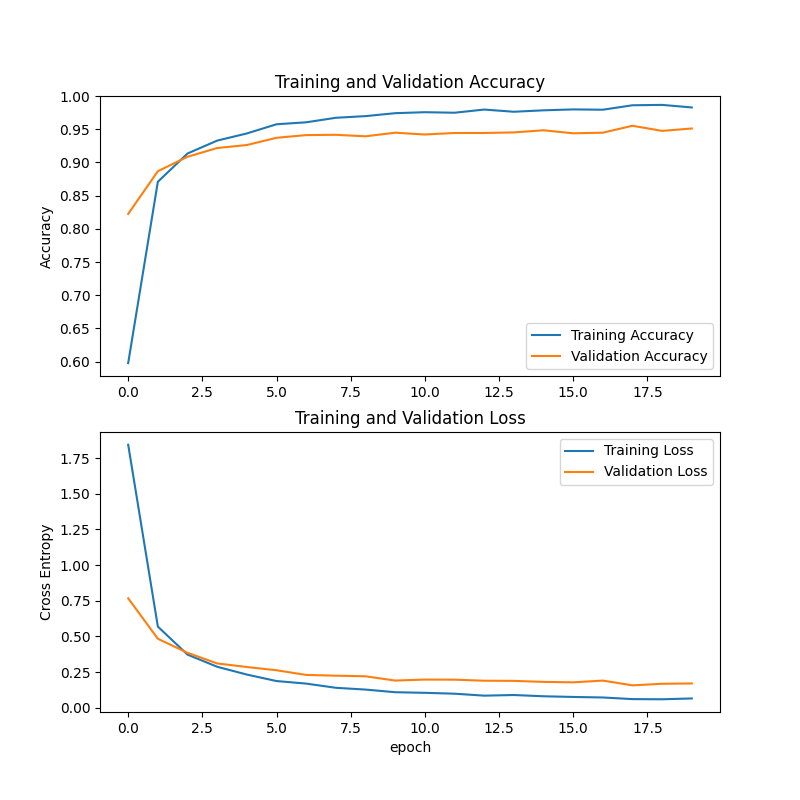 Training and Validation Accuracy
1.00
0.95
0.90
0.85
0.80
0.75
0.70
0.65
0.60
Accuracy
Training Accuracy
Validation Accuracy
0.0 2.5 5.0 7.5 10.0 12.5 15.0 17.5
Training and Validation Loss
1.75
1.50
1.25
1.00
0.75
0.50
0.25
0.00
Cross Entropy
Training Loss
Validation Loss
0.0 2.5 5.0 7.5 10.0 12.5 15.0 17.5
epoch